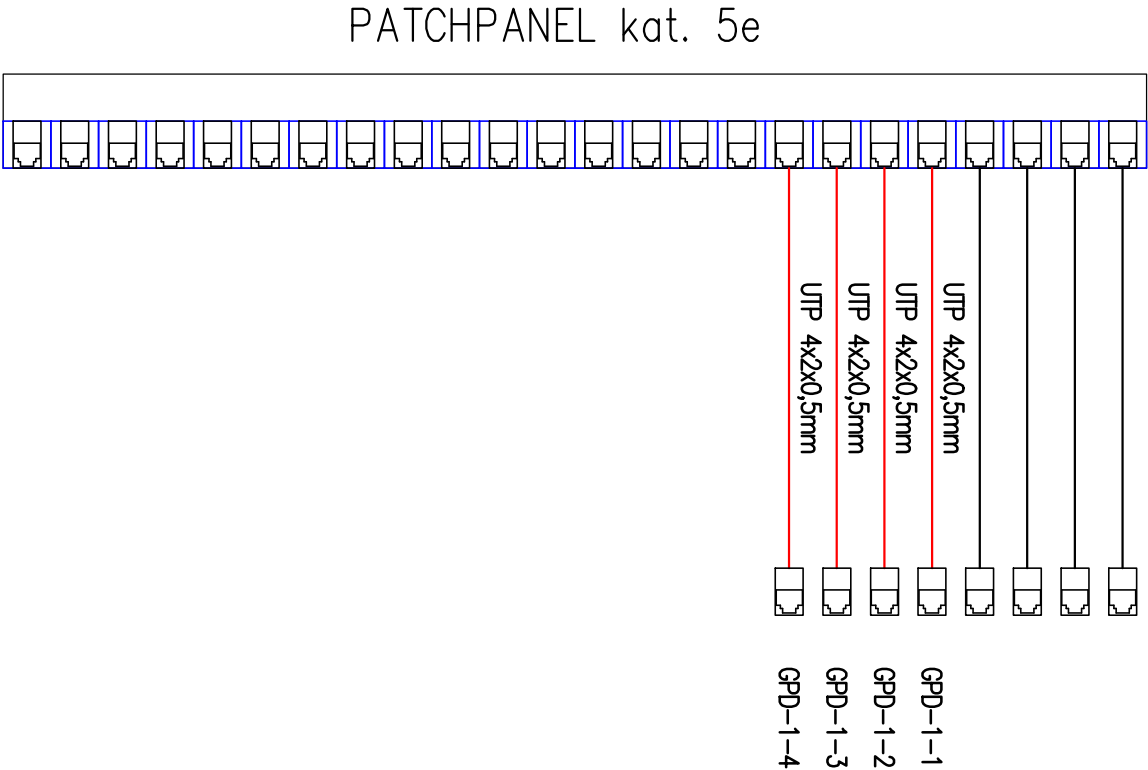 PATCHPANEL kat. 5e
UTP 4x2x0,5mm
UTP 4x2x0,5mm
UTP 4x2x0,5mm
UTP 4x2x0,5mm
GPD-1-4
GPD-1-3
GPD-1-2
GPD-1-1